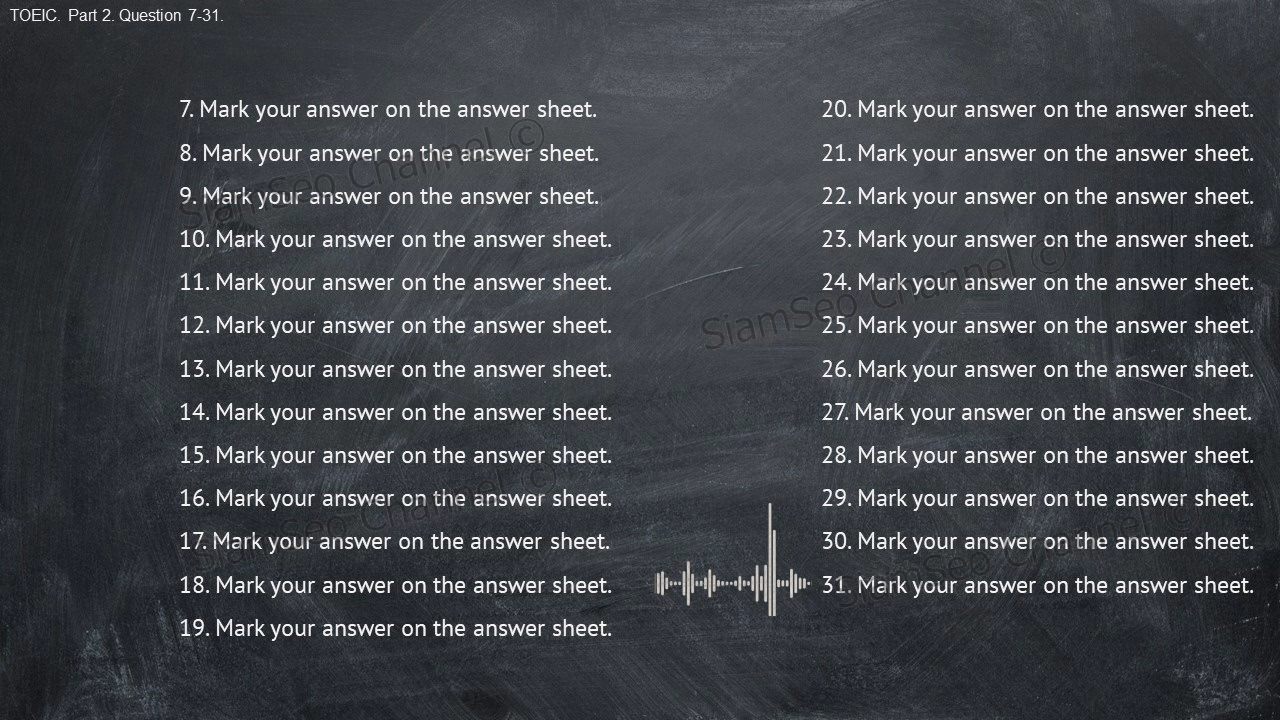 TOEIC. Part 2. Question 7-31.
7. Mark your answer on the answer sheet.
8. Mark your answer on the answer sheet.
9. Mark your answer on the answer sheet.
10. Mark your answer on the answer sheet.
11. Mark your answer on the answer sheet.
12. Mark your answer on the answer sheet.
13. Mark your answer on the answer sheet.
14. Mark your answer on the answer sheet.
15. Mark your answer on the answer sheet.
16. Mark your answer on the answer sheet.
17. Mark your answer on the answer sheet.
18. Mark your answer on the answer sheet.
19. Mark your answer on the answer sheet.
20. Mark your answer on the answer sheet.
21. Mark your answer on the answer sheet.
22. Mark your answer on the answer sheet.
23. Mark your answer on the answer sheet.
24. Mark your answer on the answer sheet.
25. Mark your answer on the answer sheet.
26. Mark your answer on the answer sheet.
27. Mark your answer on the answer sheet.
28. Mark your answer on the answer sheet.
29. Mark your answer on the answer sheet.
30. Mark your answer on the answer sheet.
31. Mark your answer on the answer sheet.
SiamSeo Channel ©
SiamSeo Channel ©
SiamSeo Channel ©
SiamSeo Channel ©